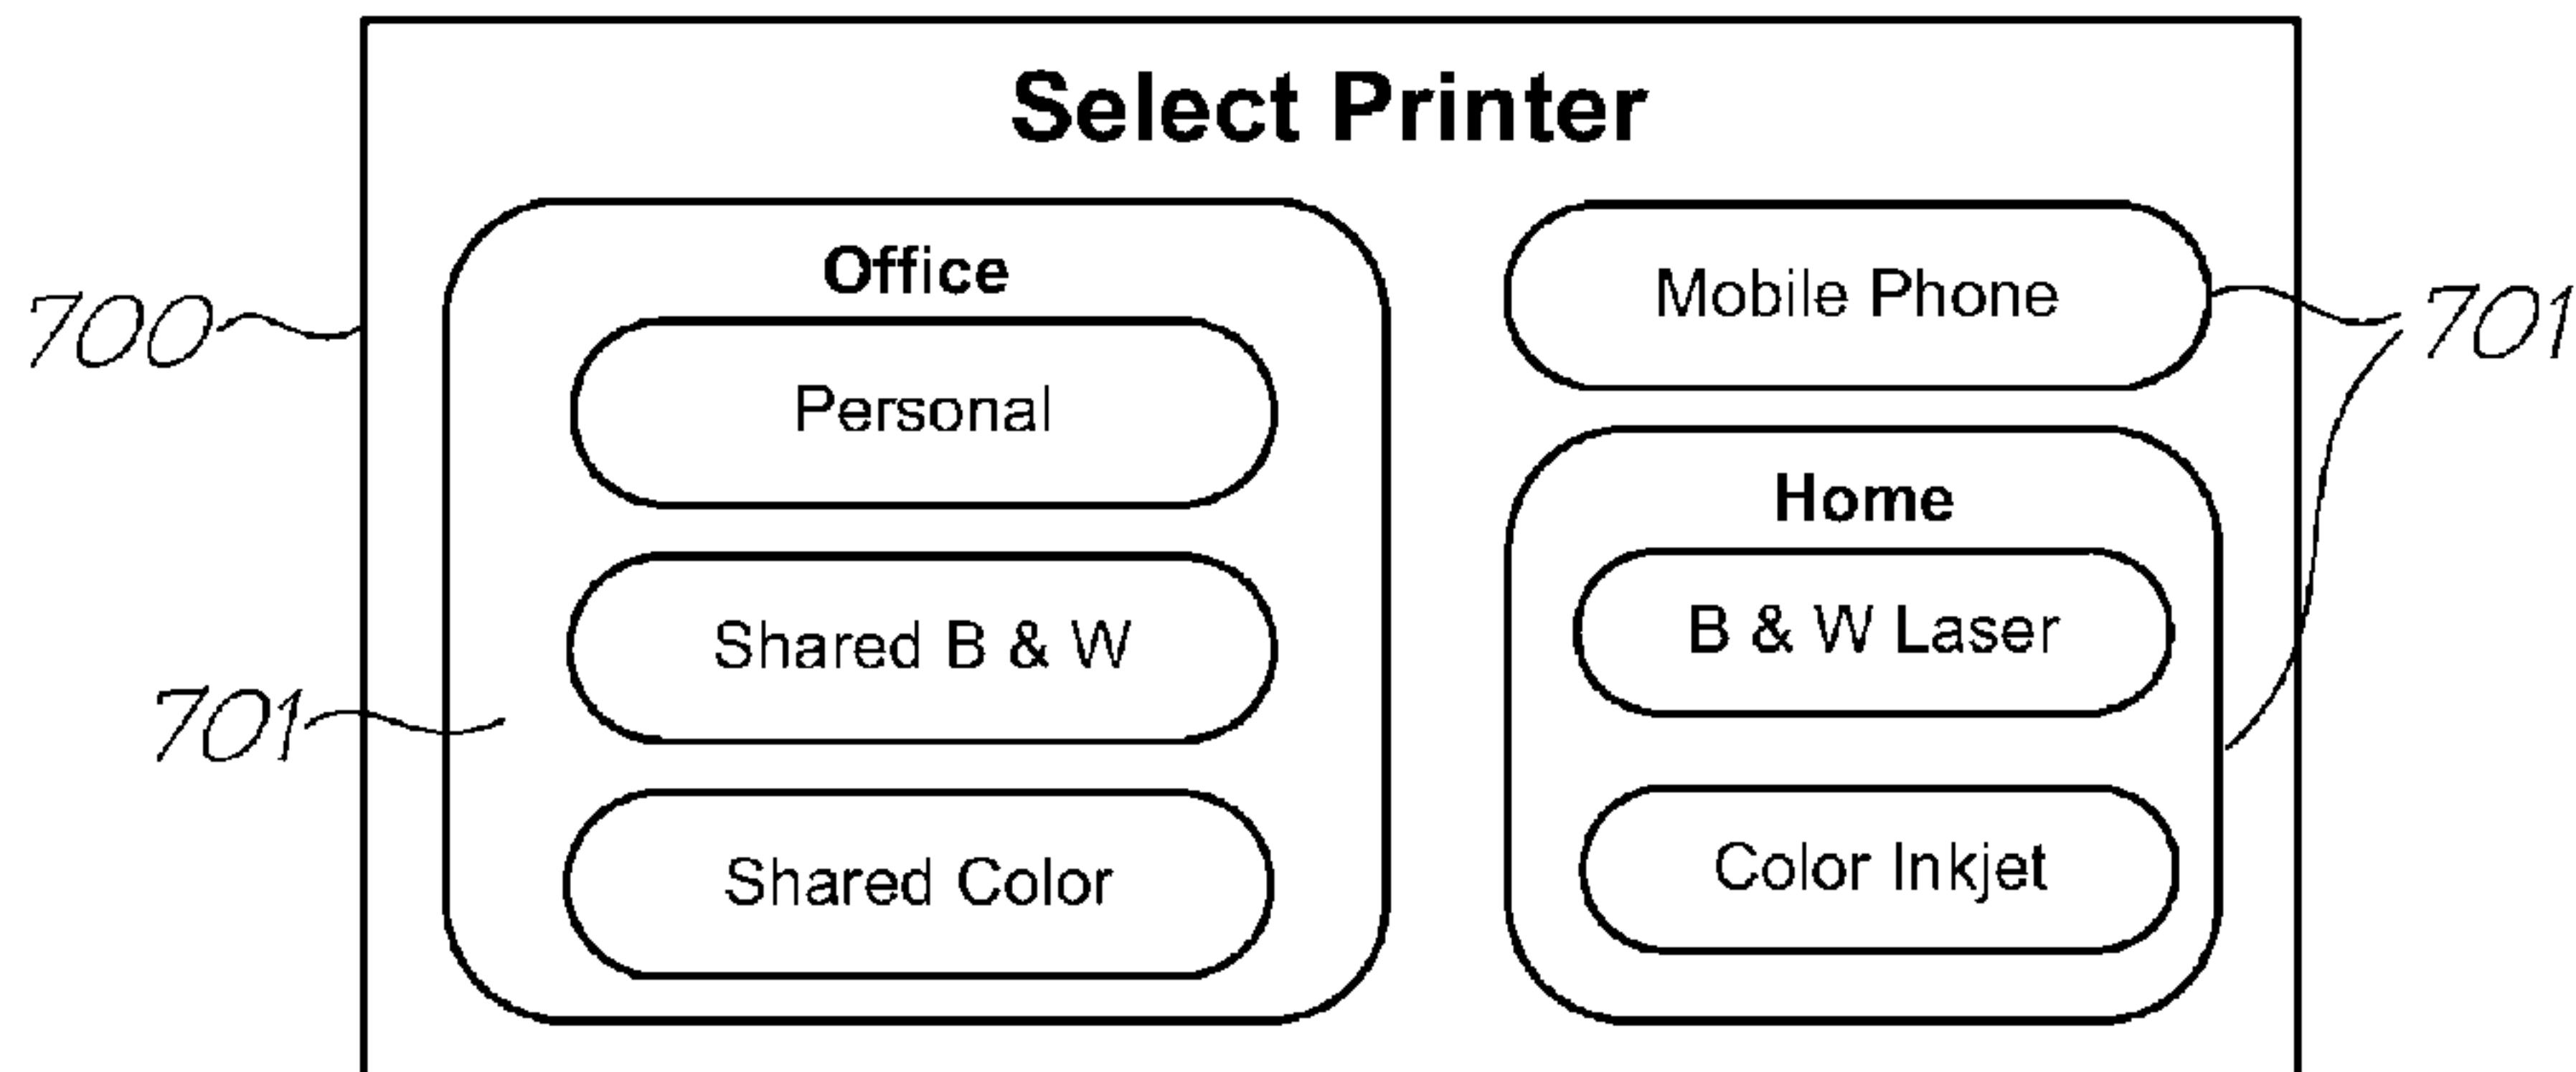 Select Printer
Office
Personal
Shared B & W
Shared Color
Mobile Phone
Home
B & W Laser
Color Inkjet
700
701
701